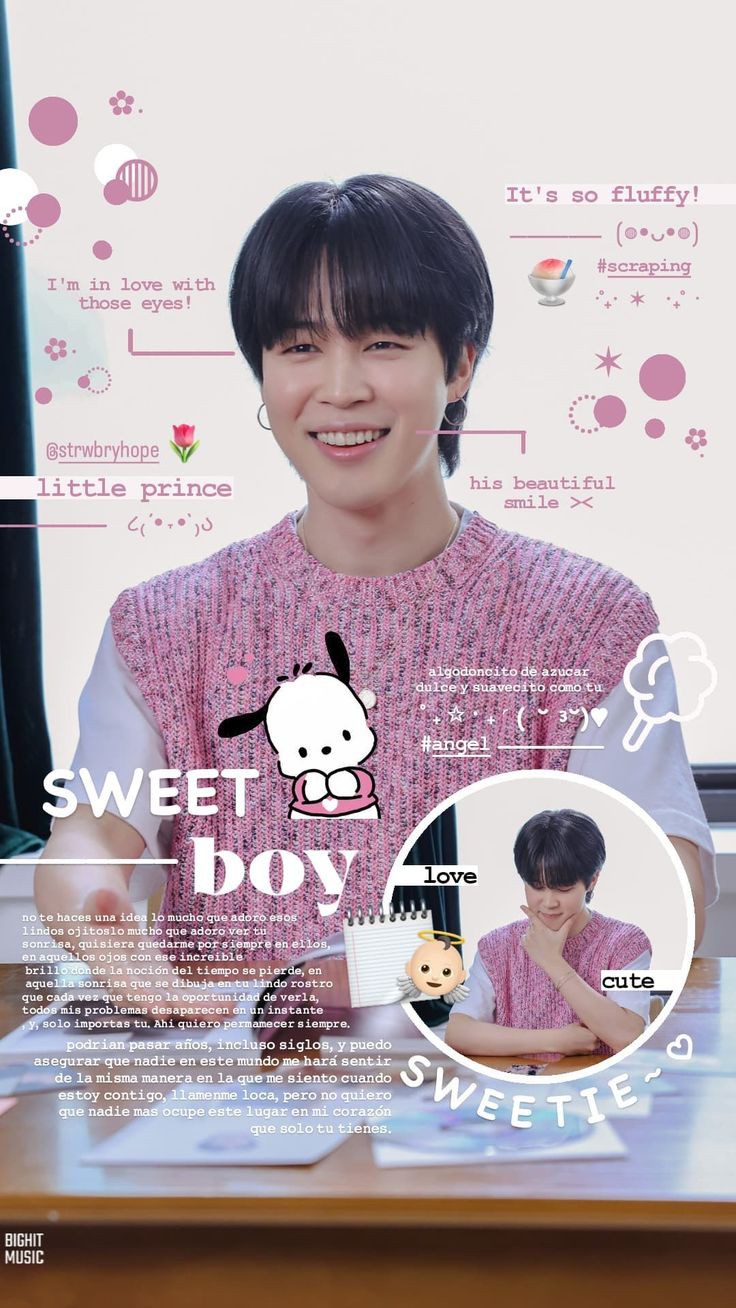 It's so fluffy!
#scraping
I'm in love with
those eyes!
@strwbryhope
little prince
his beautiful
smile ><
algodoncito de azucar
dulce y suavecito como tu
#angel
SWEET
boy
love
cute
no te haces una idea lo mucho que adoro esos
lindos ojitoslo mucho que adoro ver tu
sonrisa, quisiera quedarme por siempre en ellos,
en aquellos ojos con ese increible
brillo donde la noción del tiempo se pierde, en
aquella sonrisa que se dibuja en tu lindo rostro
que cada vez que tengo la oportunidad de verla,
todos mis problemas desaparecen en un instante
, y, solo importas tu. Ahi quiero permamecer siempre.
podrian pasar años, incluso siglos, y puedo
asegurar que nadie en este mundo me hará sentir
de la misma manera en la que me siento cuando
estoy contigo, llamenme loca, pero no quiero
que nadie mas ocupe este lugar en mi corazón
que solo tu tienes.
SWEETIE~
BIGHIT
MUSIC